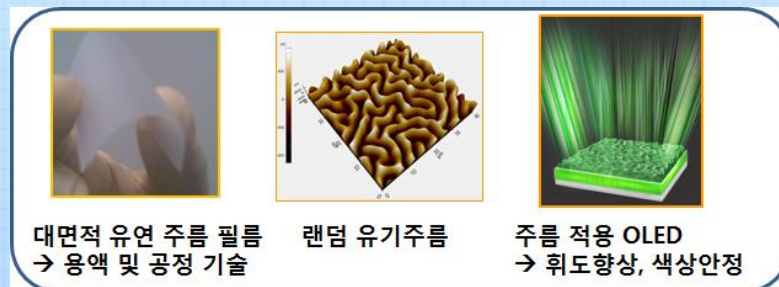 대면적 유연 주름 필름
→ 용액 및 공정 기술
랜덤 유기주름
주름 적용 OLED
→ 휘도향상, 색상안정